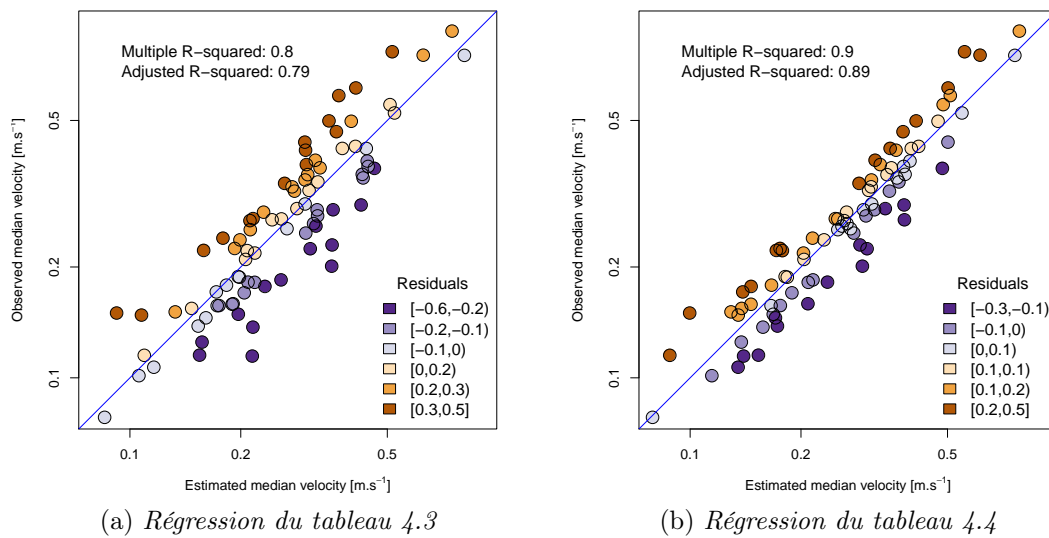 Multiple R-squared: 0.8
Adjusted R-squared: 0.79
Observed median velocity [m.s⁻¹]
0.5
0.2
0.1
Residuals
[-0.6,-0.2)
[-0.2,-0.1)
[-0.1,0)
[0,0.2)
[0.2,0.3)
[0.3,0.5]
0.1 0.2 0.5
Estimated median velocity [m.s⁻¹]
(a) Régression du tableau 4.3
Multiple R-squared: 0.9
Adjusted R-squared: 0.89
Observed median velocity [m.s⁻¹]
0.5
0.2
0.1
Residuals
[-0.3,-0.1)
[-0.1,0)
[0,0.1)
[0.1,0.1)
[0.1,0.2)
[0.2,0.5]
0.1 0.2 0.5
Estimated median velocity [m.s⁻¹]
(b) Régression du tableau 4.4